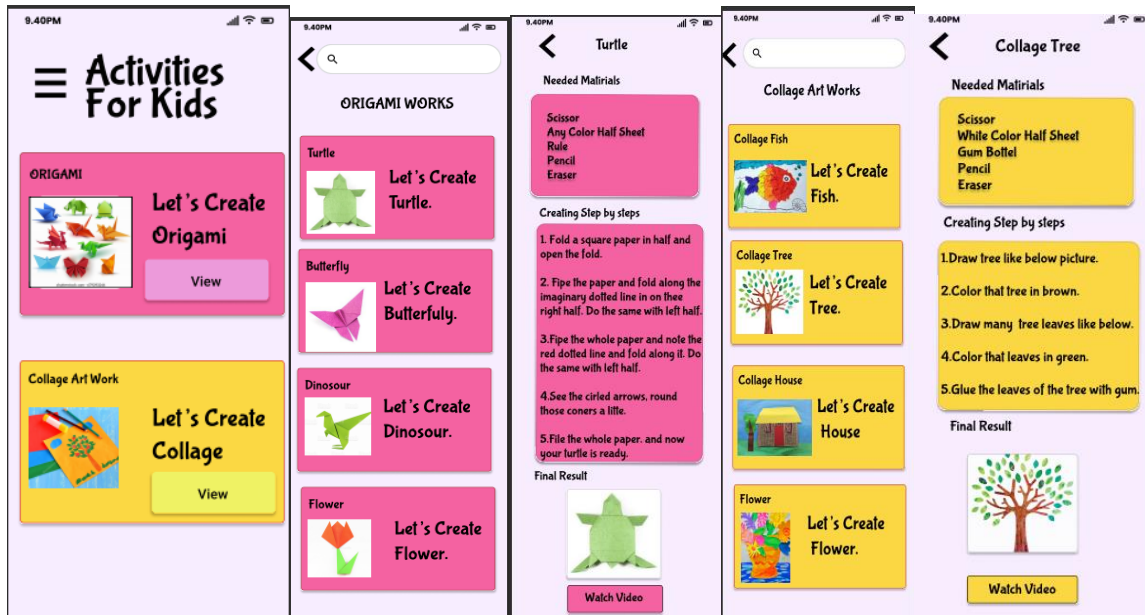 9.40PM
Activities
For Kids
ORIGAMI
Let's Create
Origami
View
Collage Art Work
Let's Create
Collage
View
9.40PM
ORIGAMI WORKS
Turtle
Let's Create
Turtle.
Butterfly
Let's Create
Butterfuly.
Dinosour
Let's Create
Dinosour.
Flower
Let's Create
Flower.
9.40PM
Turtle
Needed Matirials
Scissor
Any Color Half Sheet
Rule
Pencil
Eraser
Creating Step by steps
1. Fold a square paper in half and
open the fold.
2. Fipe the paper and fold along the
imaginary dotted line in on thee
right half. Do the same with left half.
3.Fipe the whole paper and note the
red dotted line and fold along it. Do
the same with left half.
4.See the cirled arrows, round
those coners a litte.
5.File the whole paper. and now
your turtle is ready.
Final Result
Watch Video
9.40PM
Collage Art Works
Collage Fish
Let's Create
Fish.
Collage Tree
Let's Create
Tree.
Collage House
Let's Create
House
Flower
Let's Create
Flower.
9.40PM
Collage Tree
Needed Matirials
Scissor
White Color Half Sheet
Gum Bottel
Pencil
Eraser
Creating Step by steps
1.Draw tree like below picture.
2.Color that tree in brown.
3.Draw many tree leaves like below.
4.Color that leaves in green.
5.Glue the leaves of the tree with gum.
Final Result
Watch Video